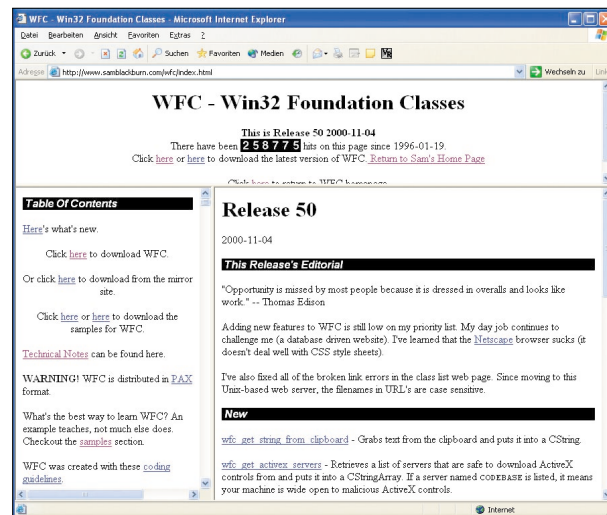 WFC - Win32 Foundation Classes - Microsoft Internet Explorer
Datei Bearbeiten Ansicht Favoriten Extras ?
Zurück Suchen Favoriten Medien
Adresse http://www.samblackburn.com/wfc/index.html Wechseln zu Links
WFC - Win32 Foundation Classes
This is Release 50 2000-11-04
There have been 258775 hits on this page since 1996-01-19.
Click here or here to download the latest version of WFC. Return to Sam's Home Page
Click here to return to WFC homepage
Table Of Contents
Here's what's new.
Click here to download WFC.
Or click here to download from the mirror
site.
Click here or here to download the
samples for WFC.
Technical Notes can be found here.
WARNING! WFC is distributed in PAX
format.
What's the best way to learn WFC? An
example teaches, not much else does.
Checkout the samples section.
WFC was created with these coding
guidelines.
Release 50
2000-11-04
This Release's Editorial
"Opportunity is missed by most people because it is dressed in overalls and looks like
work." -- Thomas Edison
Adding new features to WFC is still low on my priority list. My day job continues to
challenge me (a database driven website). I've learned that the Netscape browser sucks (it
doesn't deal well with CSS style sheets).
I've also fixed all of the broken link errors in the class list web page. Since moving to this
Unix-based web server, the filenames in URL's are case sensitive.
New
wfc_get_string_from_clipboard - Grabs text from the clipboard and puts it into a CString.
wfc_get_activex_servers - Retrieves a list of servers that are safe to download ActiveX
controls from and puts it into a CStringArray. If a server named CODEBASE is listed, it means
your machine is wide open to malicious ActiveX controls.
Internet